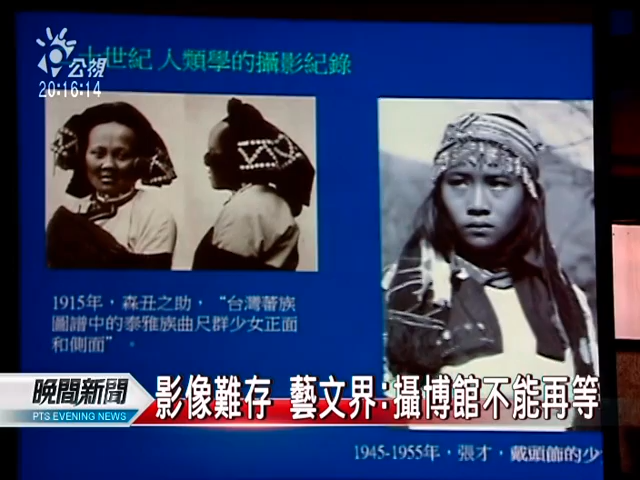 公視
20:16:14
十世紀 人類學的攝影紀錄
1915年，森丑之助，“台灣蕃族
圖譜中的泰雅族曲尺群少女正面
和側面”。
1945-1955年，張才，戴頭飾的少
晚間新聞
PTS EVENING NEWS
影像難存 藝文界:攝博館不能再等